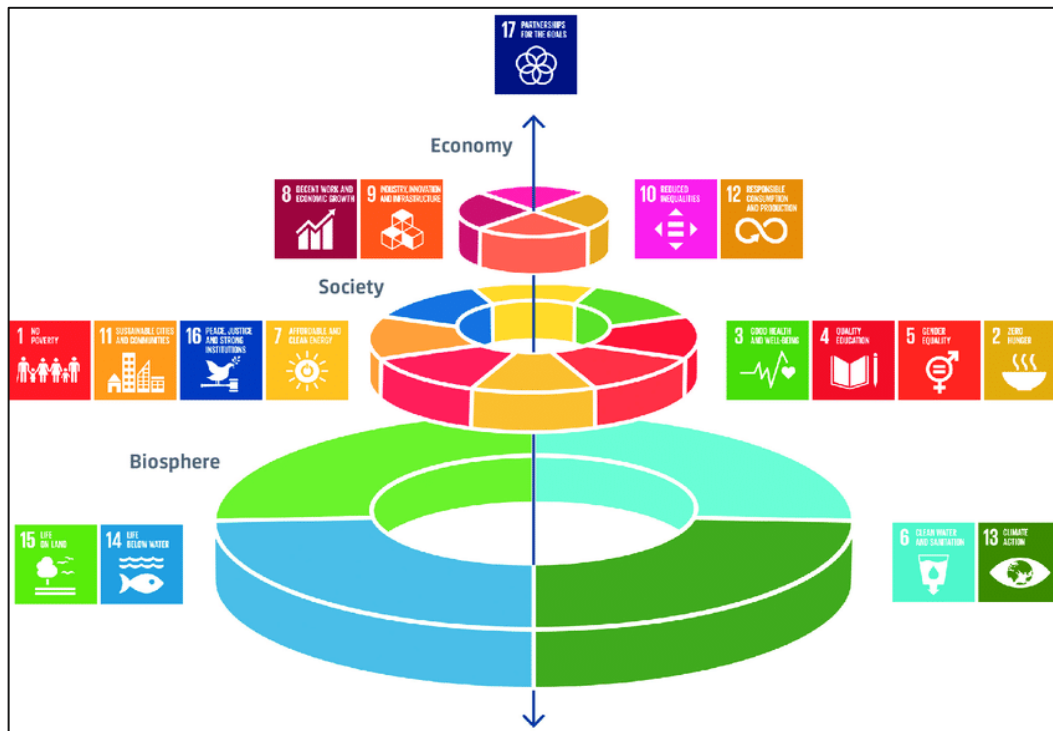 17 PARTNERSHIPS
FOR THE GOALS
Economy
8 DECENT WORK AND
ECONOMIC GROWTH
9 INDUSTRY, INNOVATION
AND INFRASTRUCTURE
10 REDUCED
INEQUALITIES
12 RESPONSIBLE
CONSUMPTION
AND PRODUCTION
Society
1 NO
POVERTY
11 SUSTAINABLE CITIES
AND COMMUNITIES
16 PEACE, JUSTICE
AND STRONG
INSTITUTIONS
7 AFFORDABLE AND
CLEAN ENERGY
3 GOOD HEALTH
AND WELL-BEING
4 QUALITY
EDUCATION
5 GENDER
EQUALITY
2 ZERO
HUNGER
Biosphere
15 LIFE
ON LAND
14 LIFE
BELOW WATER
6 CLEAN WATER
AND SANITATION
13 CLIMATE
ACTION